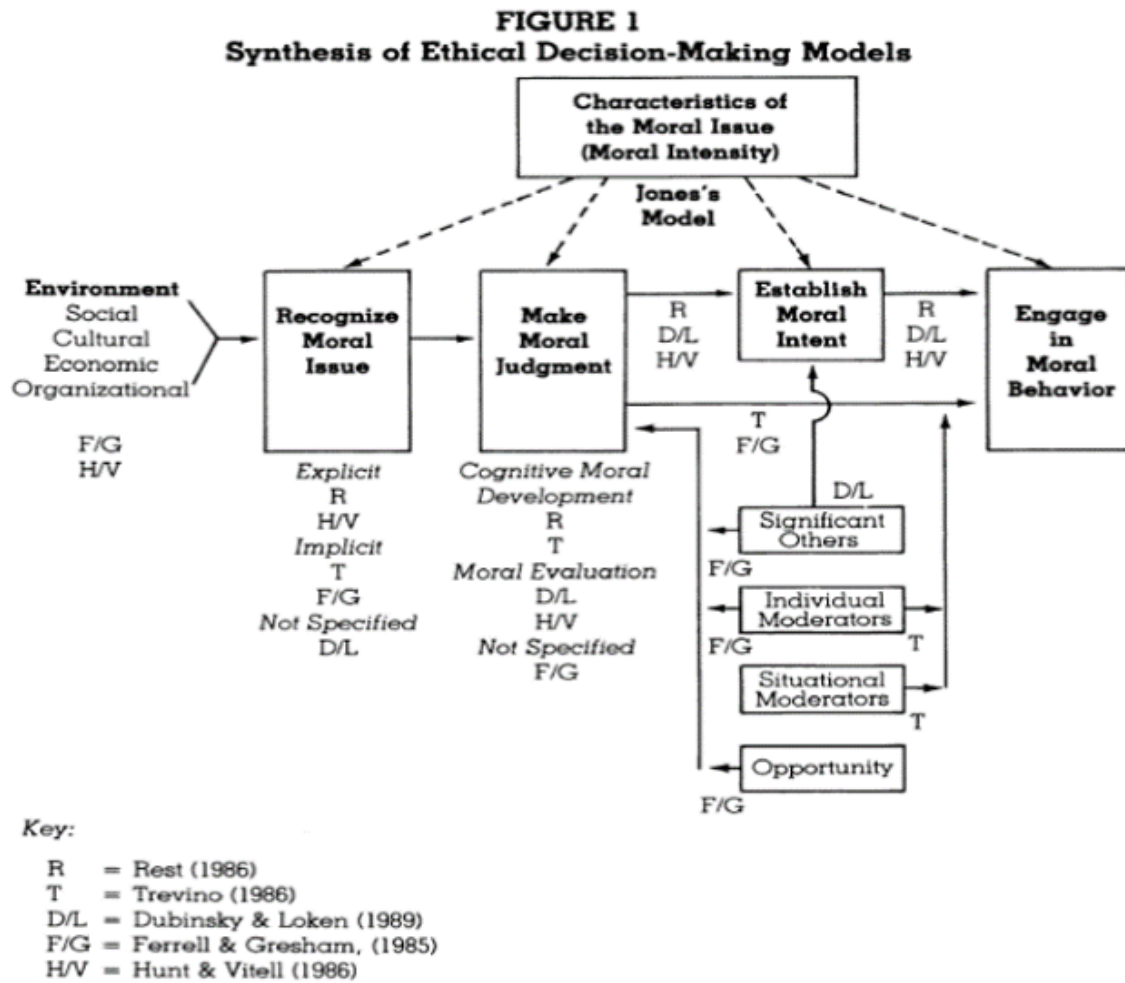 FIGURE 1
Synthesis of Ethical Decision-Making Models
Characteristics of
the Moral Issue
(Moral Intensity)
Jones's
Model
Environment
Social
Cultural
Economic
Organizational
F/G
H/V
Recognize
Moral
Issue
Explicit
R
H/V
Implicit
T
F/G
Not Specified
D/L
Make
Moral
Judgment
Cognitive Moral
Development
R
T
Moral Evaluation
D/L
H/V
Not Specified
F/G
R
D/L
H/V
Establish
Moral
Intent
R
D/L
H/V
Engage
in
Moral
Behavior
T
F/G
D/L
Significant
Others
F/G
Individual
Moderators
F/G
T
Situational
Moderators
T
Opportunity
F/G
Key:
R = Rest (1986)
T = Trevino (1986)
D/L = Dubinsky & Loken (1989)
F/G = Ferrell & Gresham, (1985)
H/V = Hunt & Vitell (1986)